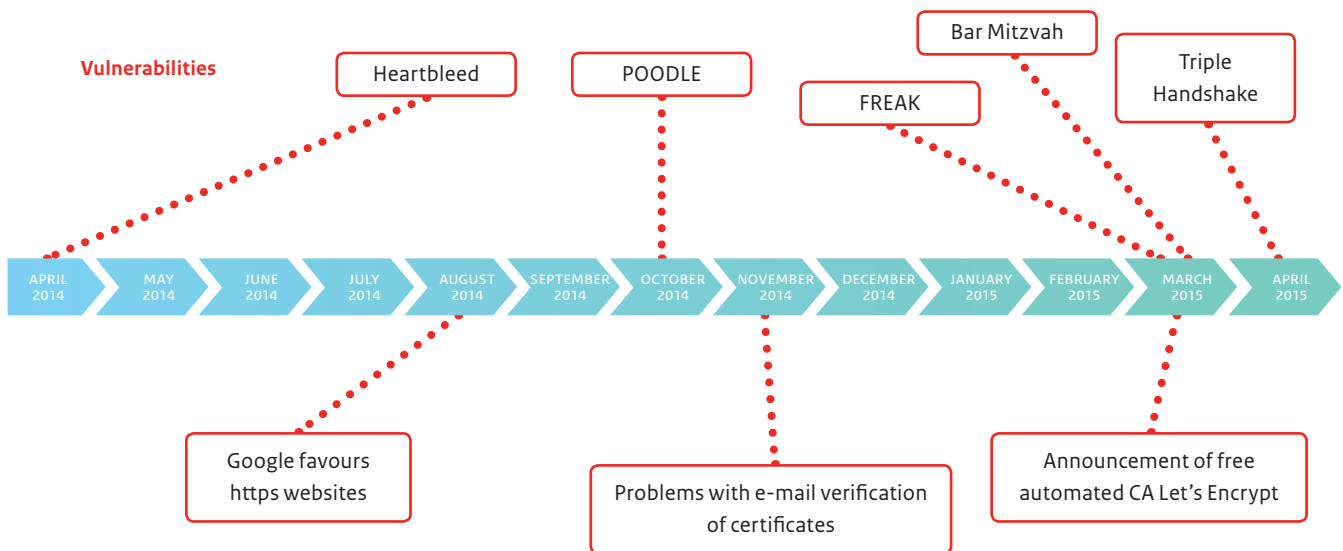 Vulnerabilities
Heartbleed
POODLE
FREAK
Bar Mitzvah
Triple
Handshake
APRIL
2014
MAY
2014
JUNE
2014
JULY
2014
AUGUST
2014
SEPTEMBER
2014
OCTOBER
2014
NOVEMBER
2014
DECEMBER
2014
JANUARY
2015
FEBRUARY
2015
MARCH
2015
APRIL
2015
Google favours
https websites
Problems with e-mail verification
of certificates
Announcement of free
automated CA Let's Encrypt